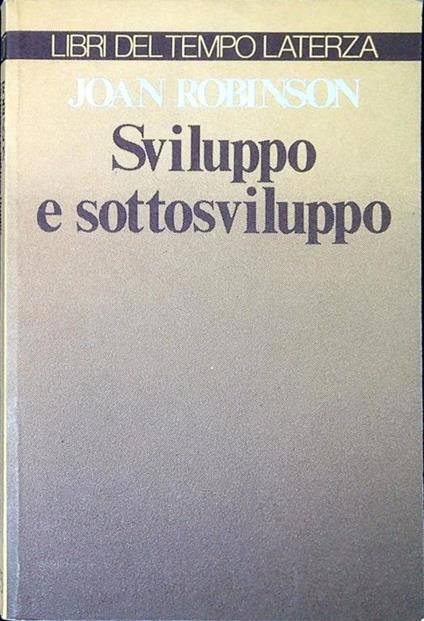 LIBRI DEL TEMPO LATERZA
JOAN ROBINSON
Sviluppo
e sottosviluppo